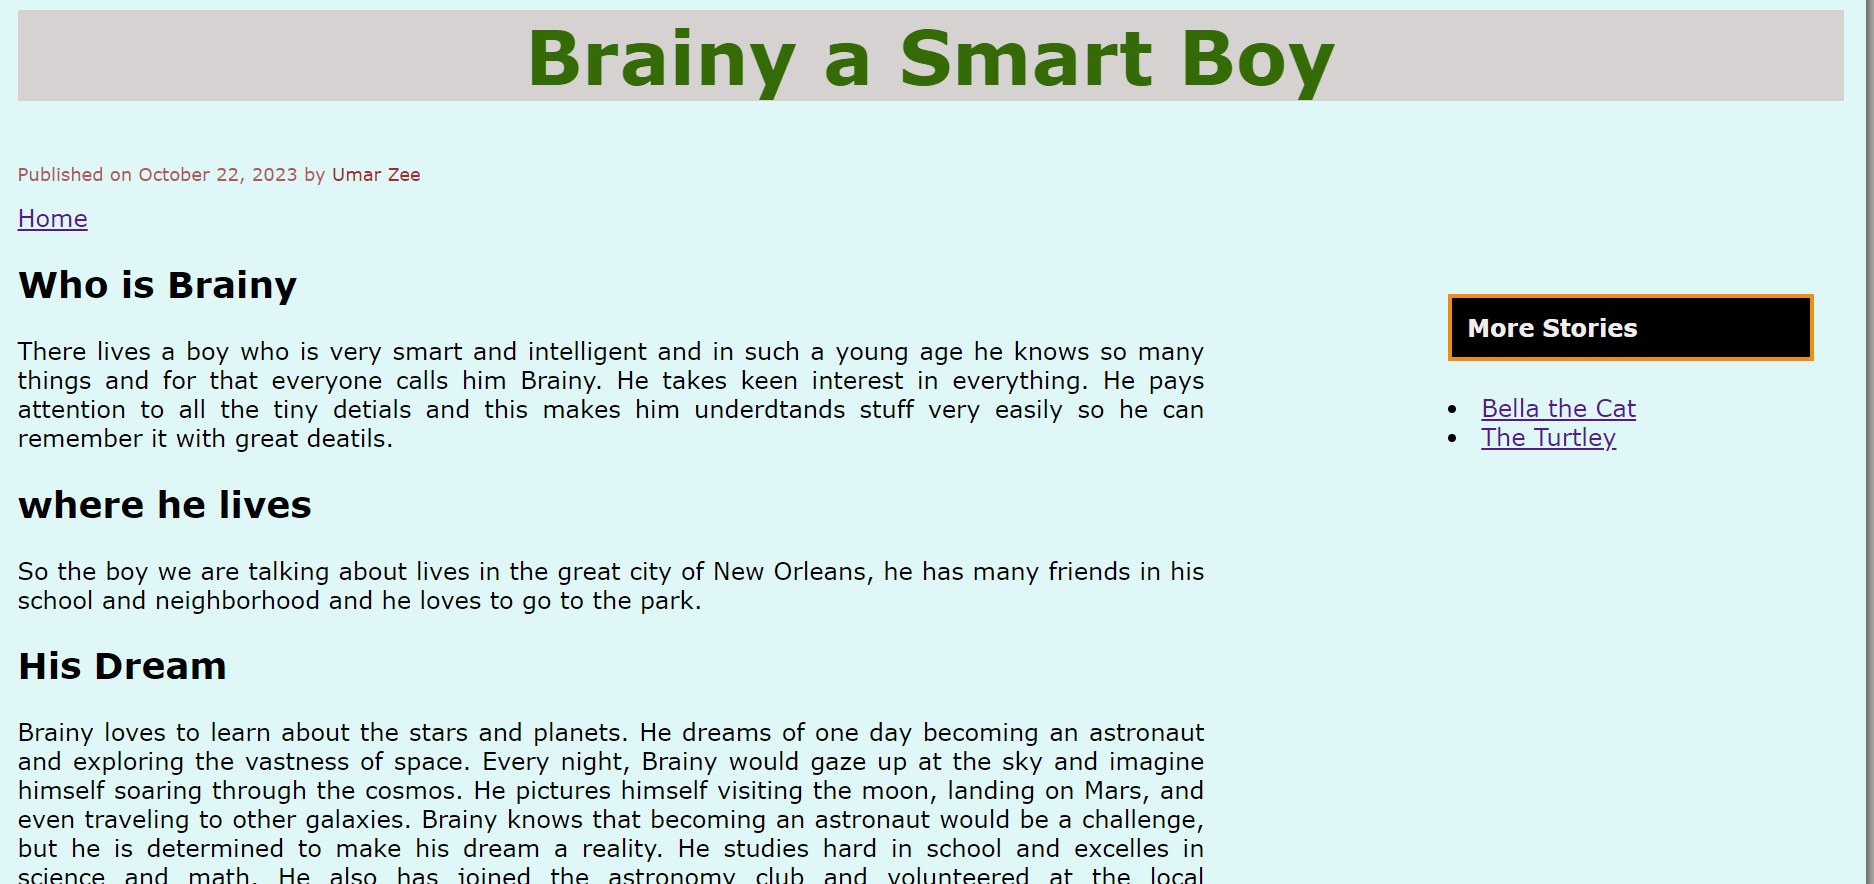 Brainy a Smart Boy
Published on October 22, 2023 by Umar Zee
Home
Who is Brainy
There lives a boy who is very smart and intelligent and in such a young age he knows so many
things and for that everyone calls him Brainy. He takes keen interest in everything. He pays
attention to all the tiny detials and this makes him underdtands stuff very easily so he can
remember it with great deatils.
where he lives
So the boy we are talking about lives in the great city of New Orleans, he has many friends in his
school and neighborhood and he loves to go to the park.
His Dream
Brainy loves to learn about the stars and planets. He dreams of one day becoming an astronaut
and exploring the vastness of space. Every night, Brainy would gaze up at the sky and imagine
himself soaring through the cosmos. He pictures himself visiting the moon, landing on Mars, and
even traveling to other galaxies. Brainy knows that becoming an astronaut would be a challenge,
but he is determined to make his dream a reality. He studies hard in school and excelles in
science and math. He also has joined the astronomy club and volunteered at the local
More Stories
Bella the Cat
The Turtley